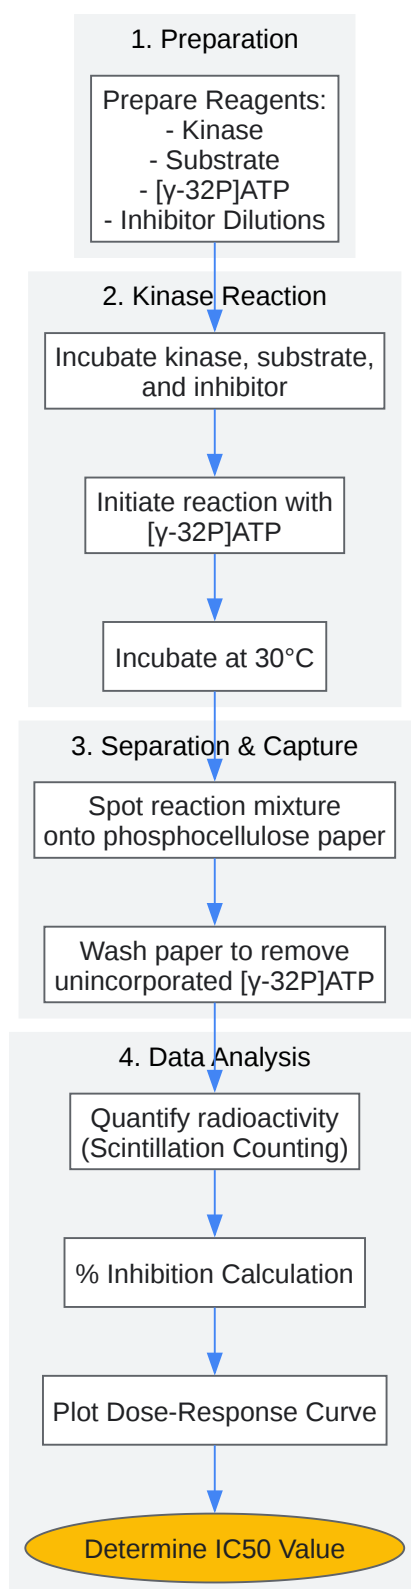 1. Preparation
Prepare Reagents:
- Kinase
- Substrate
- [γ-32P]ATP
- Inhibitor Dilutions
2. Kinase Reaction
Incubate kinase, substrate,
and inhibitor
Initiate reaction with
[γ-32P]ATP
Incubate at 30°C
3. Separation & Capture
Spot reaction mixture
onto phosphocellulose paper
Wash paper to remove
unincorporated [γ-32P]ATP
4. Data Analysis
Quantify radioactivity
(Scintillation Counting)
% Inhibition Calculation
Plot Dose-Response Curve
Determine IC50 Value